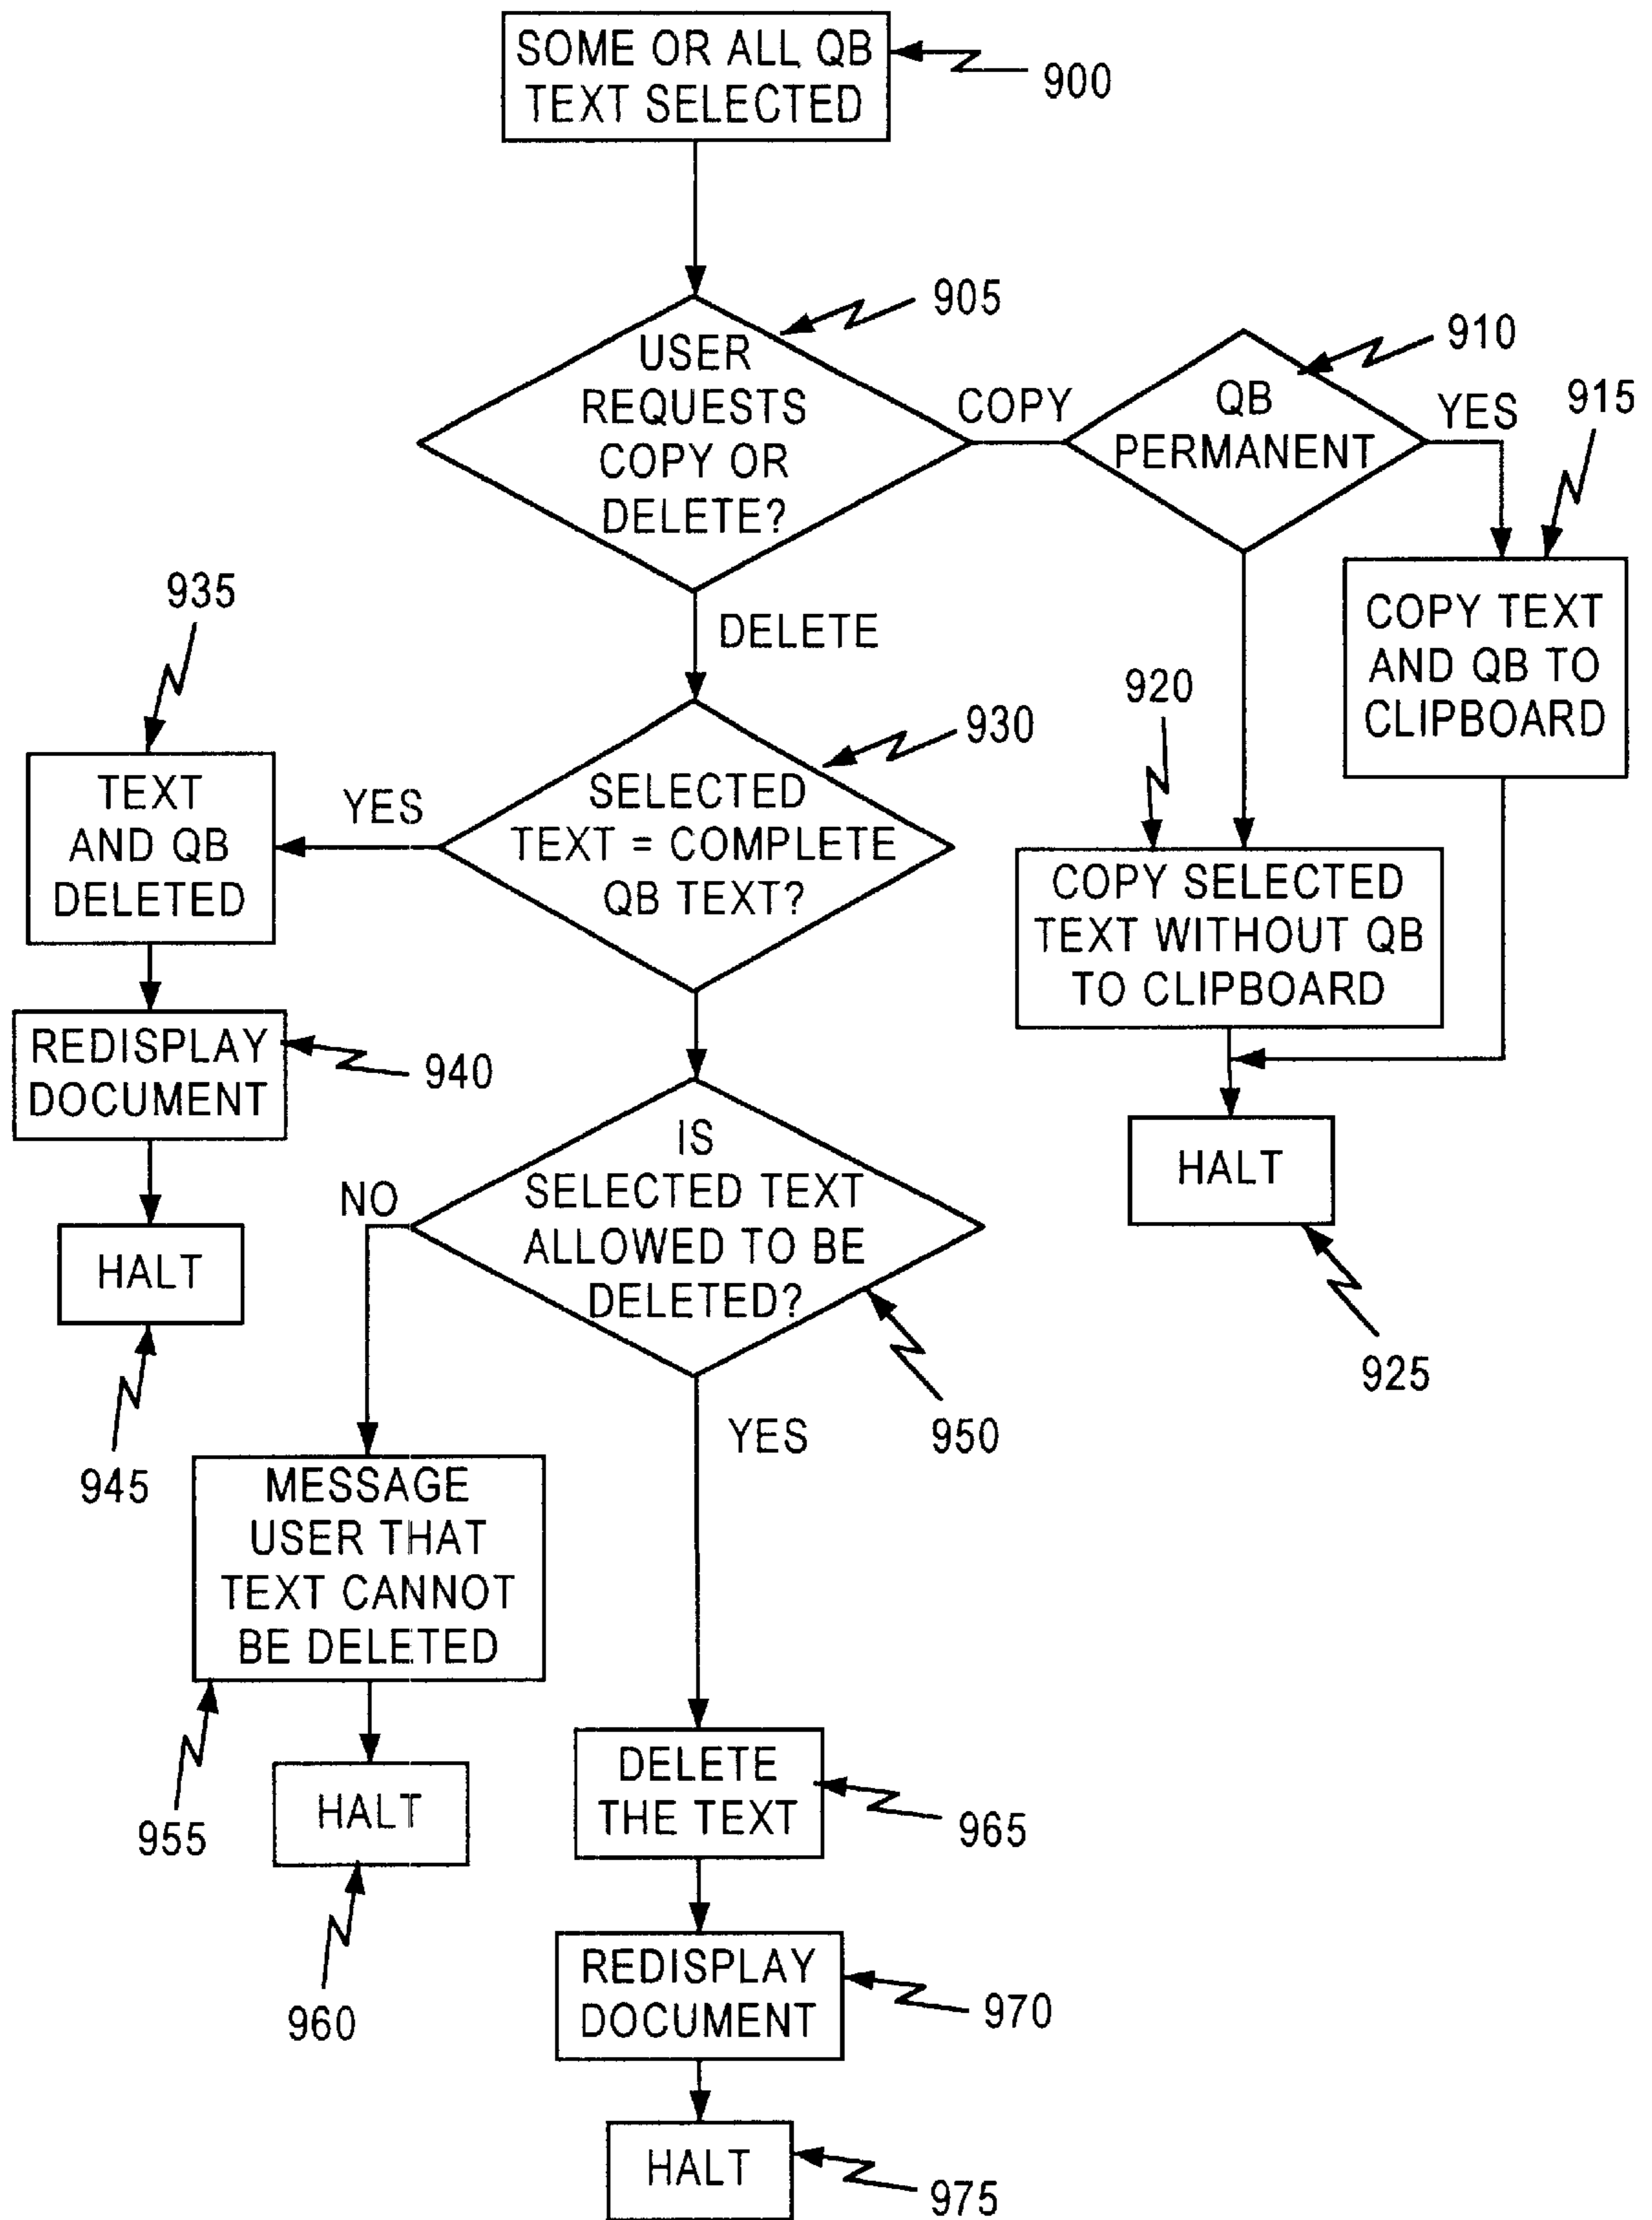 SOME OR ALL QB
TEXT SELECTED
900
USER
REQUESTS
COPY OR
DELETE?
905
COPY
QB
PERMANENT
910
YES
915
COPY TEXT
AND QB TO
CLIPBOARD
DELETE
935
TEXT
AND QB
DELETED
YES
SELECTED
TEXT = COMPLETE
QB TEXT?
930
920
COPY SELECTED
TEXT WITHOUT QB
TO CLIPBOARD
REDISPLAY
DOCUMENT
940
HALT
925
HALT
945
NO
IS
SELECTED TEXT
ALLOWED TO BE
DELETED?
950
YES
MESSAGE
USER THAT
TEXT CANNOT
BE DELETED
955
HALT
960
DELETE
THE TEXT
965
REDISPLAY
DOCUMENT
970
HALT
975